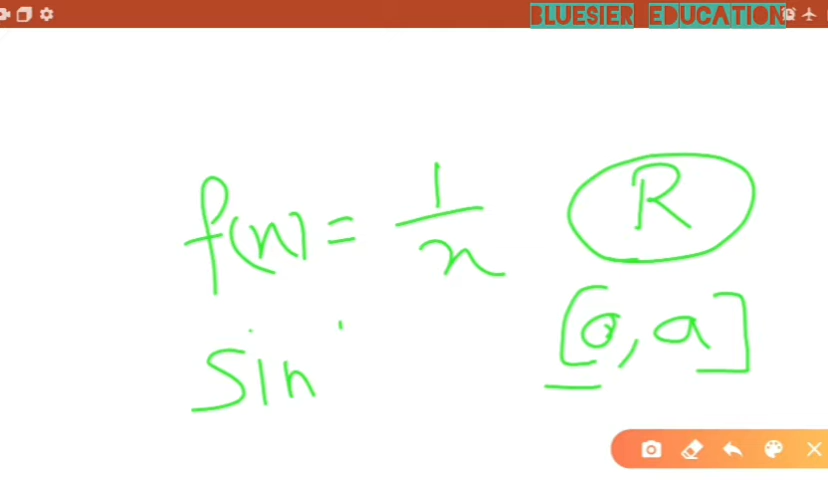 BLUESIER EDUCATION
f(x) = 1/x R
[0, a]
sin